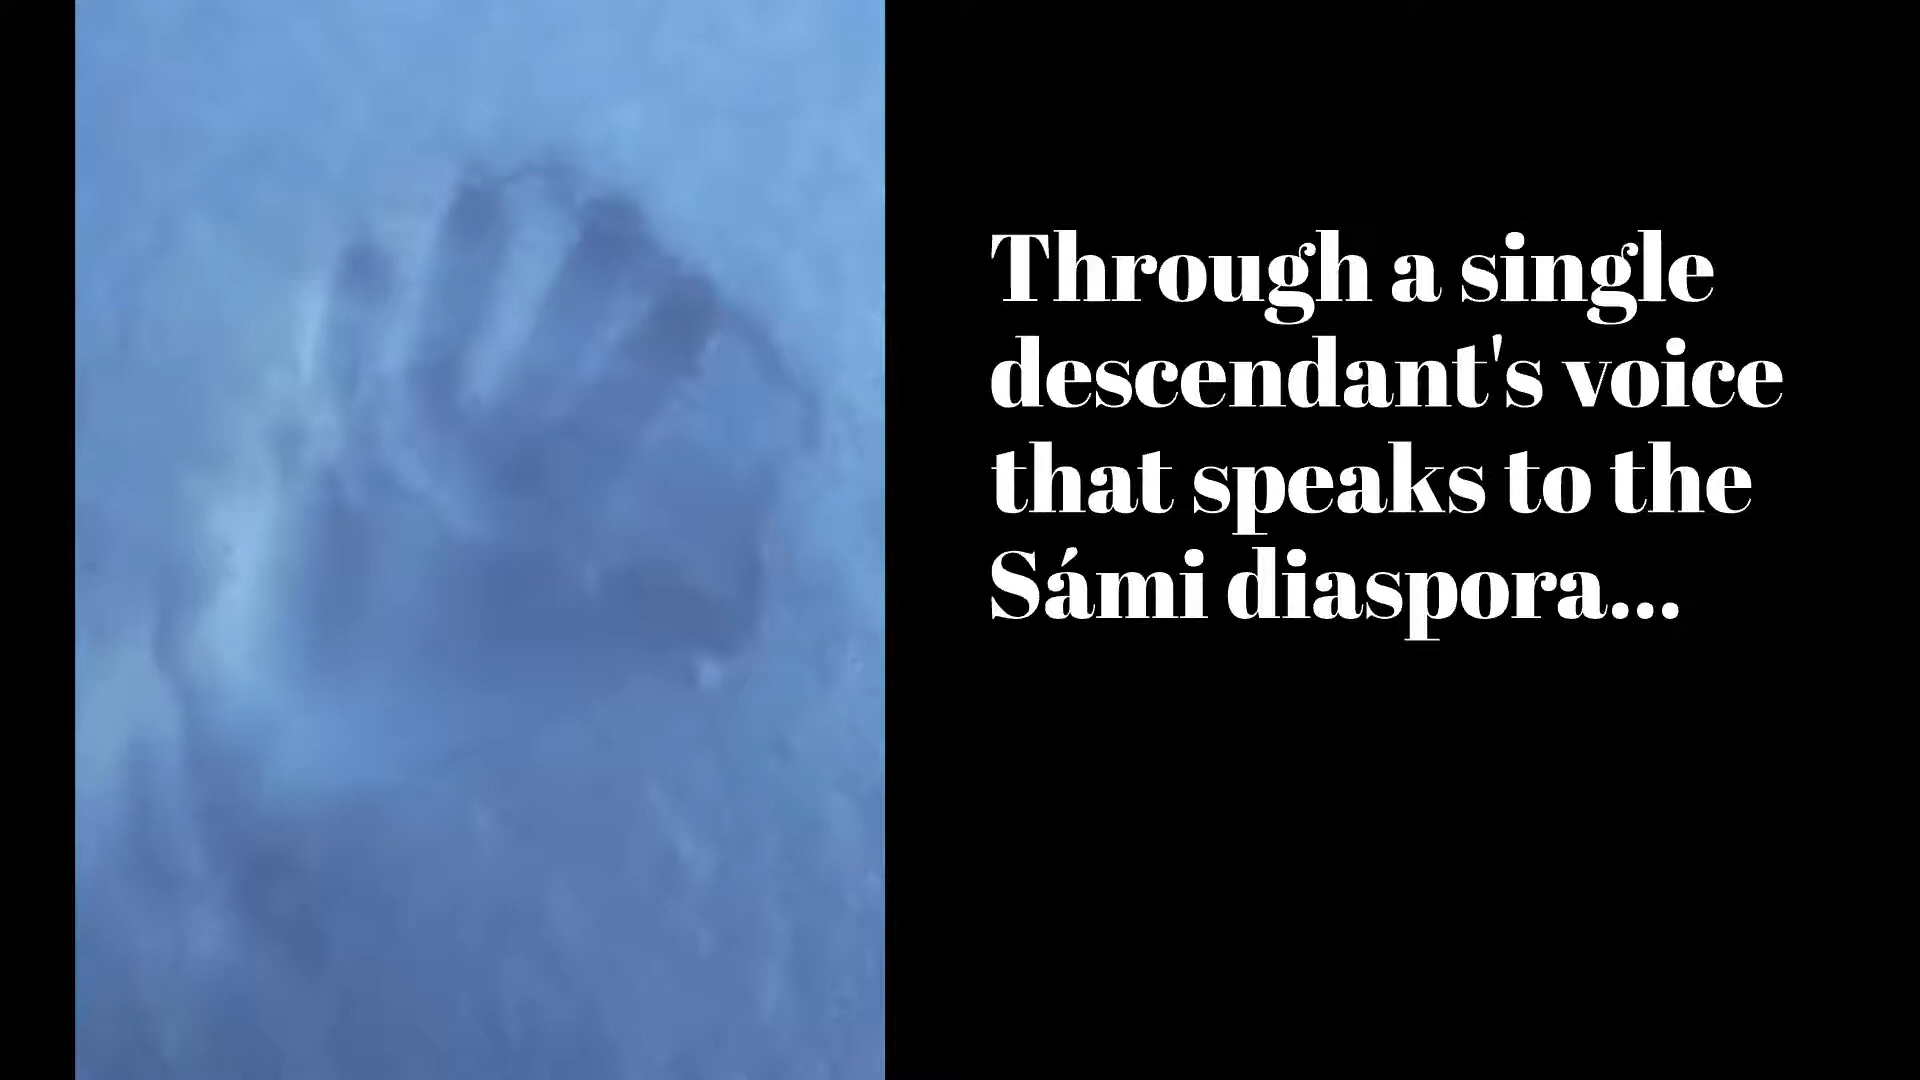 Through a single
descendant's voice
that speaks to the
Sámi diaspora...